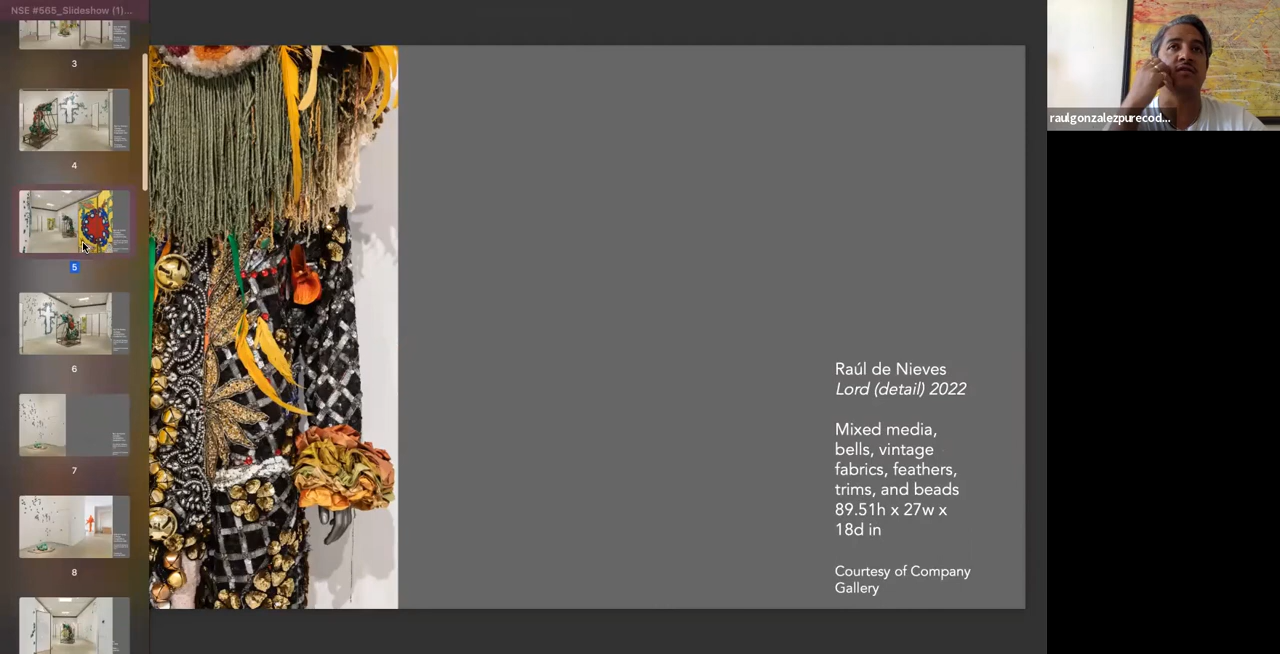 NSE #565_Slideshow (1)...
3
4
5
6
7
8
Raúl de Nieves
Lord (detail) 2022
Mixed media,
bells, vintage
fabrics, feathers,
trims, and beads
89.51h x 27w x
18d in
Courtesy of Company
Gallery
raulgonzalezpurecod...